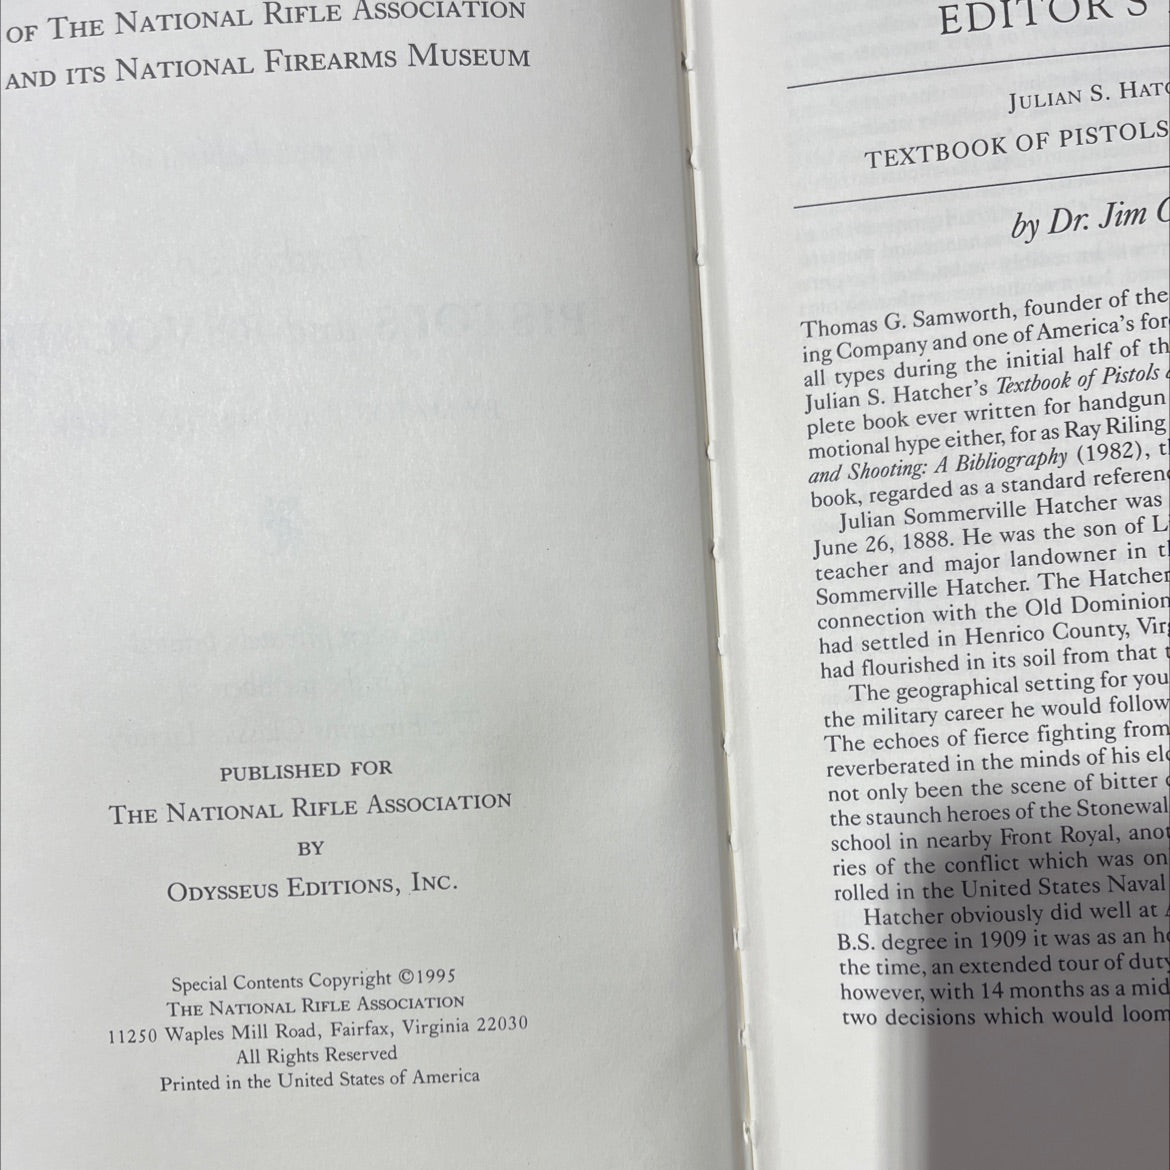 OF THE NATIONAL RIFLE ASSOCIATION
AND ITS NATIONAL FIREARMS MUSEUM
PUBLISHED FOR
THE NATIONAL RIFLE ASSOCIATION
BY
ODYSSEUS EDITIONS, INC.
Special Contents Copyright ©1995
THE NATIONAL RIFLE ASSOCIATION
11250 Waples Mill Road, Fairfax, Virginia 22030
All Rights Reserved
Printed in the United States of America
EDITOR'S
JULIAN S. HATC
TEXTBOOK OF PISTOLS
by Dr. Jim C
Thomas G. Samworth, founder of the
ing Company and one of America's for
all types during the initial half of th
Julian S. Hatcher's Textbook of Pistols a
plete book ever written for handgun
motional hype either, for as Ray Riling
and Shooting: A Bibliography (1982), t
book, regarded as a standard referenc
Julian Sommerville Hatcher was
June 26, 1888. He was the son of L
teacher and major landowner in t
Sommerville Hatcher. The Hatcher
connection with the Old Dominion
had settled in Henrico County, Virg
had flourished in its soil from that t
The geographical setting for you
the military career he would follow
The echoes of fierce fighting from
reverberated in the minds of his eld
not only been the scene of bitter c
the staunch heroes of the Stonewal
school in nearby Front Royal, anot
ries of the conflict which was on
rolled in the United States Naval
Hatcher obviously did well at A
B.S. degree in 1909 it was as an ho
the time, an extended tour of duty
however, with 14 months as a mid
two decisions which would loom